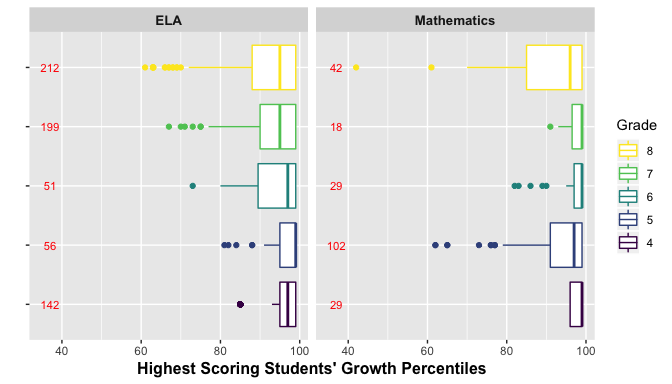 ELA Mathematics
212 42
199 18
51 29
56 102
142 29
40 60 80 100 40 60 80 100
Highest Scoring Students' Growth Percentiles
Grade
8
7
6
5
4